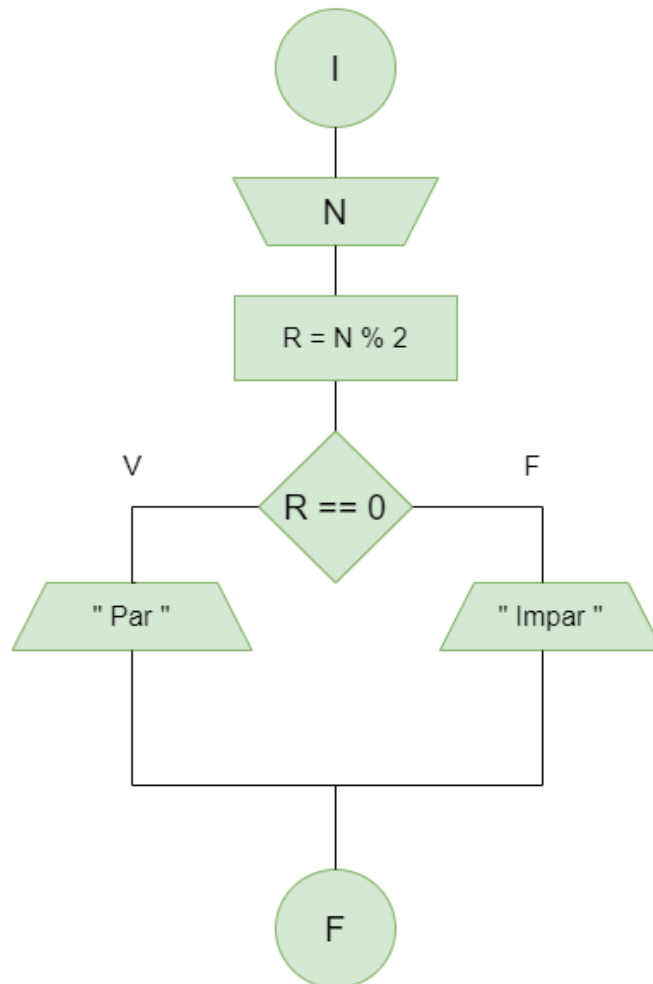 I
N
R = N % 2
V
F
R == 0
" Par "
" Impar "
F